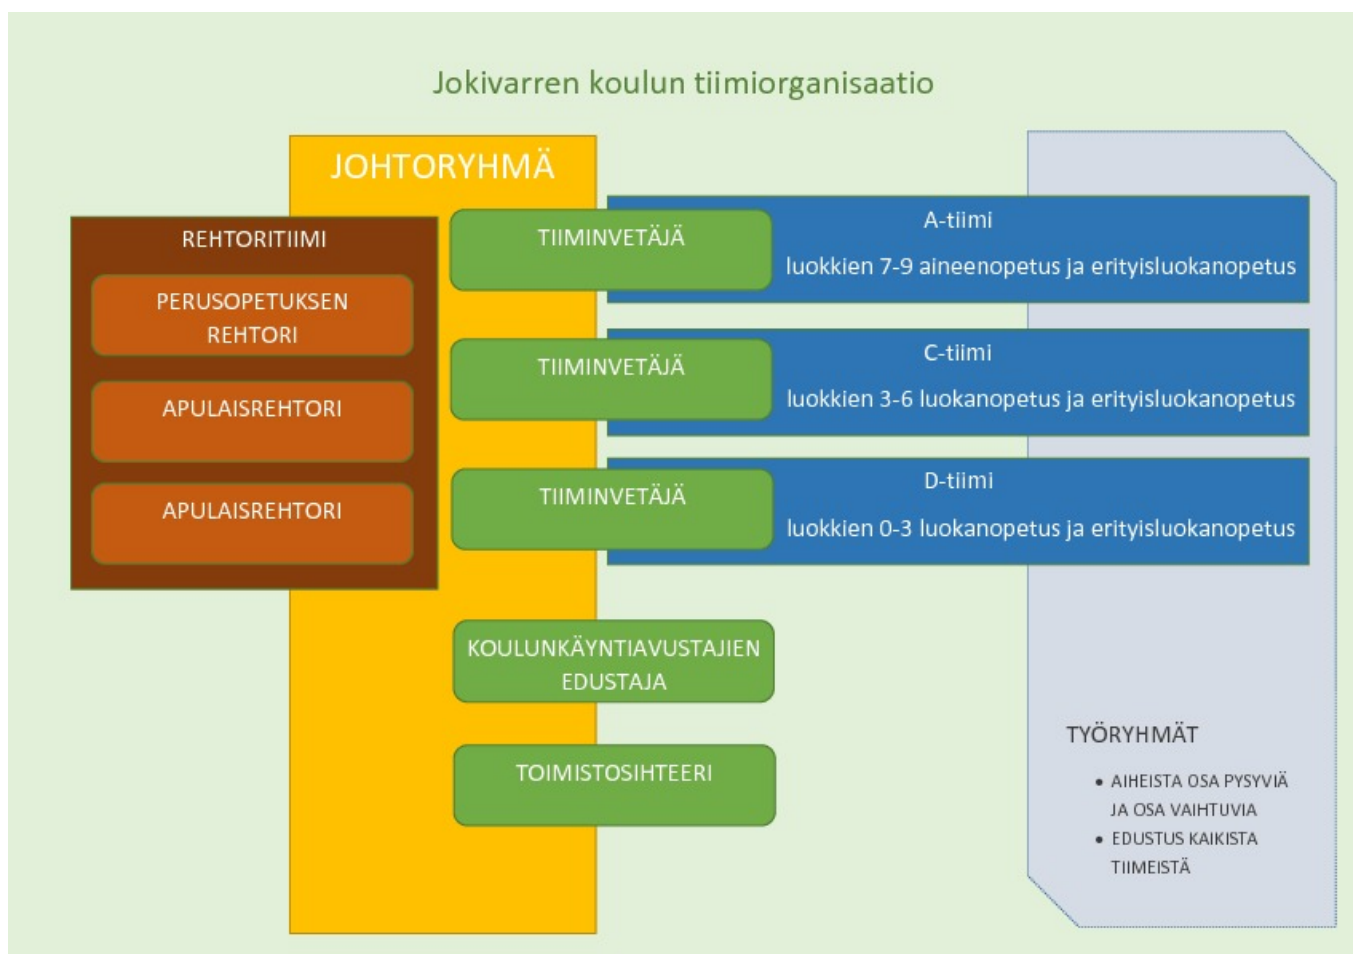 Jokivarren koulun tiimiorganisaatio
JOHTORYHMÄ
REHTORITIIMI
PERUSOPETUKSEN
REHTORI
APULAISREHTORI
APULAISREHTORI
TIIMINVETÄJÄ
A-tiimi
luokkien 7-9 aineenopetus ja erityisluokanopetus
TIIMINVETÄJÄ
C-tiimi
luokkien 3-6 luokanopetus ja erityisluokanopetus
TIIMINVETÄJÄ
D-tiimi
luokkien 0-3 luokanopetus ja erityisluokanopetus
KOULUNKÄYNTIAVUSTAJIEN
EDUSTAJA
TOIMISTOSIHTEERI
TYÖRYHMÄT
• AIHEISTA OSA PYSYVIÄ
JA OSA VAIHTUVIA
• EDUSTUS KAIKISTA
TIIMEISTÄ